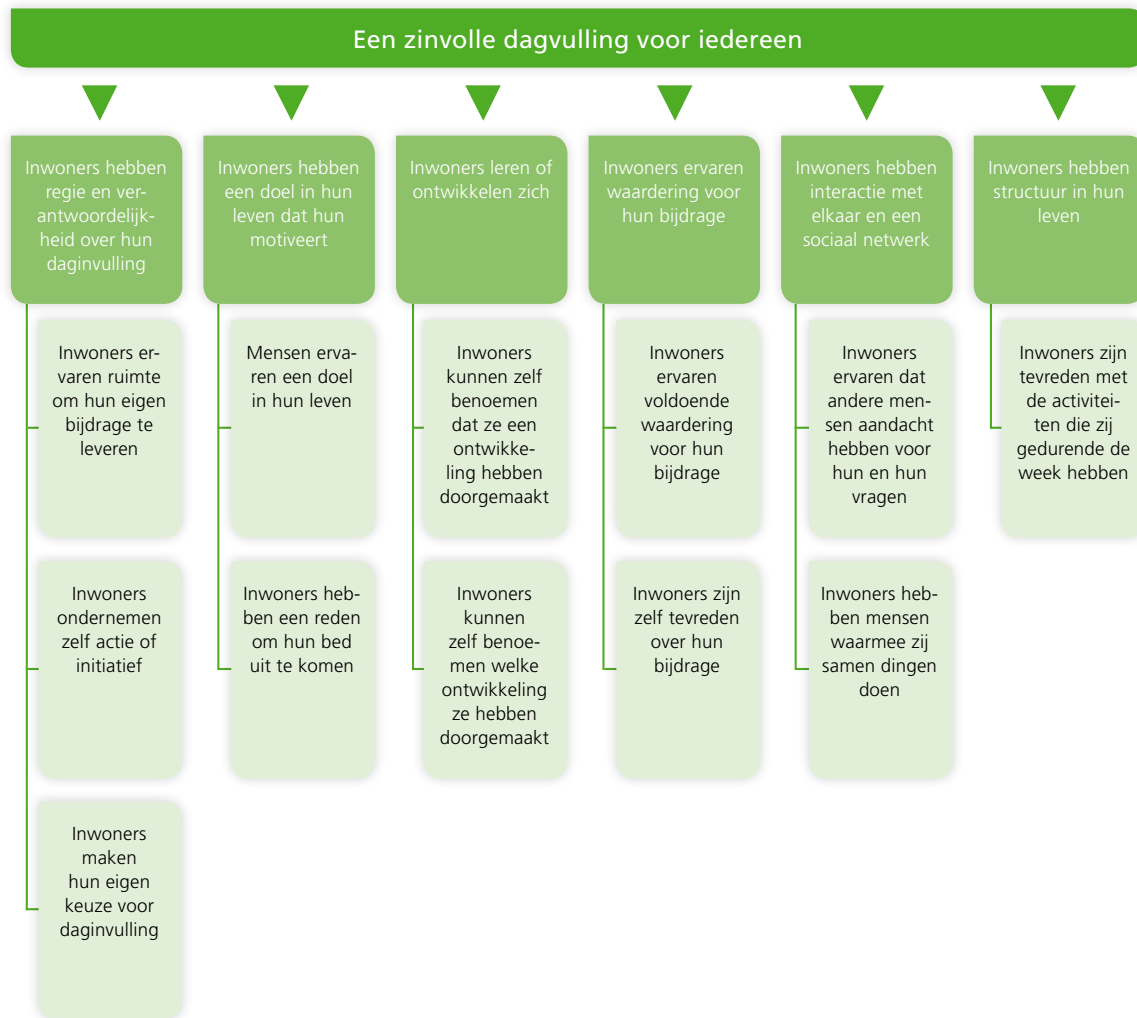 Een zinvolle dagvulling voor iedereen
Inwoners hebben
regie en ver-
antwoordelijk-
heid over hun
daginvulling
Inwoners hebben
een doel in hun
leven dat hun
motiveert
Inwoners leren of
ontwikkelen zich
Inwoners ervaren
waardering voor
hun bijdrage
Inwoners hebben
interactie met
elkaar en een
sociaal netwerk
Inwoners hebben
structuur in hun
leven
Inwoners er-
varen ruimte
om hun eigen
bijdrage te
leveren
Mensen erva-
ren een doel
in hun leven
Inwoners
kunnen zelf
benoemen
dat ze een
ontwikke-
ling hebben
doorgemaakt
Inwoners
ervaren
voldoende
waardering
voor hun
bijdrage
Inwoners
ervaren dat
andere men-
sen aandacht
hebben voor
hun en hun
vragen
Inwoners zijn
tevreden met
de activitei-
ten die zij
gedurende de
week hebben
Inwoners
ondernemen
zelf actie of
initiatief
Inwoners heb-
ben een reden
om hun bed
uit te komen
Inwoners
kunnen
zelf benoe-
men welke
ontwikkeling
ze hebben
doorgemaakt
Inwoners zijn
zelf tevreden
over hun
bijdrage
Inwoners heb-
ben mensen
waarmee zij
samen dingen
doen
Inwoners
maken
hun eigen
keuze voor
daginvulling